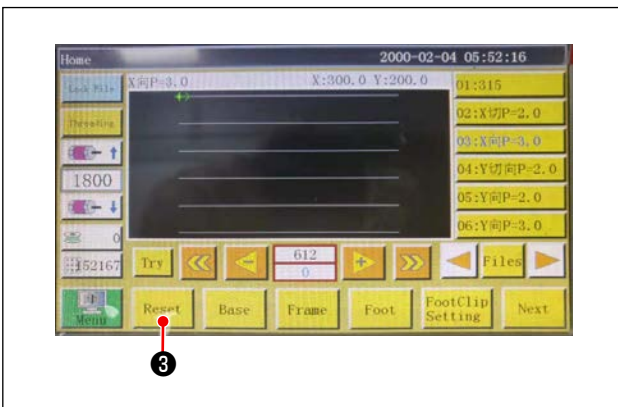 Home
2000-02-04 05:52:16
Lock File
X向P=3.0
X:300.0 Y:200.0
01:315
Threading
02:X切P=2.0
03:X向P=3.0
1800
04:Y切向P=2.0
05:Y向P=2.0
0
06:Y向P=3.0
152167
Try
612
0
Files
Menu
Reset
Base
Frame
Foot
FootClip
Setting
Next
❸